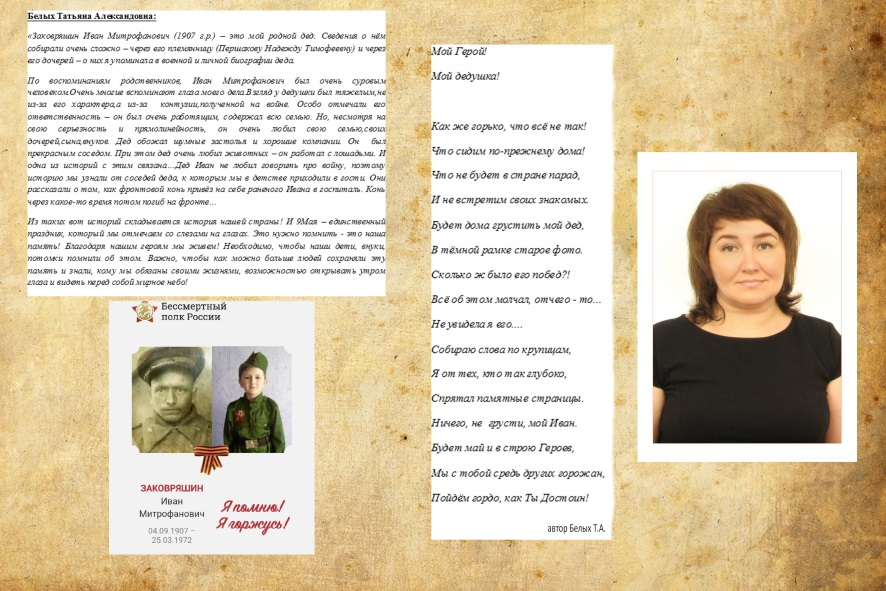 Белых Татьяна Александовна:
«Заковряшин Иван Митрофанович (1907 г.р.) – это мой родной дед. Сведения о нём
собирали очень сложно – через его племянницу (Першакову Надежду Тимофеевну) и через
его дочерей – о них я упоминала в военной и личной биографии деда.
По воспоминаниям родственников, Иван Митрофанович был очень суровым
человеком.Очень многие вспоминают глаза моего дела.Взгляд у дедушки был тяжелым,не
из-за его характера,а из-за контузии,полученной на войне. Особо отмечали его
ответственность – он был очень работящим, содержал всю семью. Но, несмотря на
свою серьезность и прямолинейность, он очень любил свою семью,своих
дочерей,сына,внуков. Дед обожал шумные застолья и хорошие компании. Он был
прекрасным соседом. При этом дед очень любил животных – он работал с лошадьми. И
одна из историй с этим связана…Дед Иван не любил говорить про войну, поэтому
историю мы узнали от соседей деда, к которым мы в детстве приходили в гости. Они
рассказали о том, как фронтовой конь привёз на себе раненого Ивана в госпиталь. Конь
через какое-то время потом погиб на фронте…
Из таких вот историй складывается история нашей страны! И 9Мая – единственный
праздник, который мы отмечаем со слезами на глазах. Это нужно помнить - это наша
память! Благодаря нашим героям мы живем! Необходимо, чтобы наши дети, внуки,
потомки помнили об этом. Важно, чтобы как можно больше людей сохраняли эту
память и знали, кому мы обязаны своими жизнями, возможностью открывать утром
глаза и видеть перед собой мирное небо!
Бессмертный
полк России
ЗАКОВРЯШИН
Иван
Митрофанович
04.09.1907 –
25.03.1972
Я помню!
Я горжусь!
Мой Герой!
Мой дедушка!
Как же горько, что всё не так!
Что сидим по-прежнему дома!
Что не будет в стране парад,
И не встретим своих знакомых.
Будет дома грустить мой дед,
В тёмной рамке старое фото.
Сколько ж было его побед?!
Всё об этом молчал, отчего - то…
Не увидела я его….
Собираю слова по крупицам,
Я от тех, кто так глубоко,
Спрятал памятные страницы.
Ничего, не грусти, мой Иван.
Будет май и в строю Героев,
Мы с тобой средь других горожан,
Пойдём гордо, как Ты Достоин!
автор Белых Т.А.